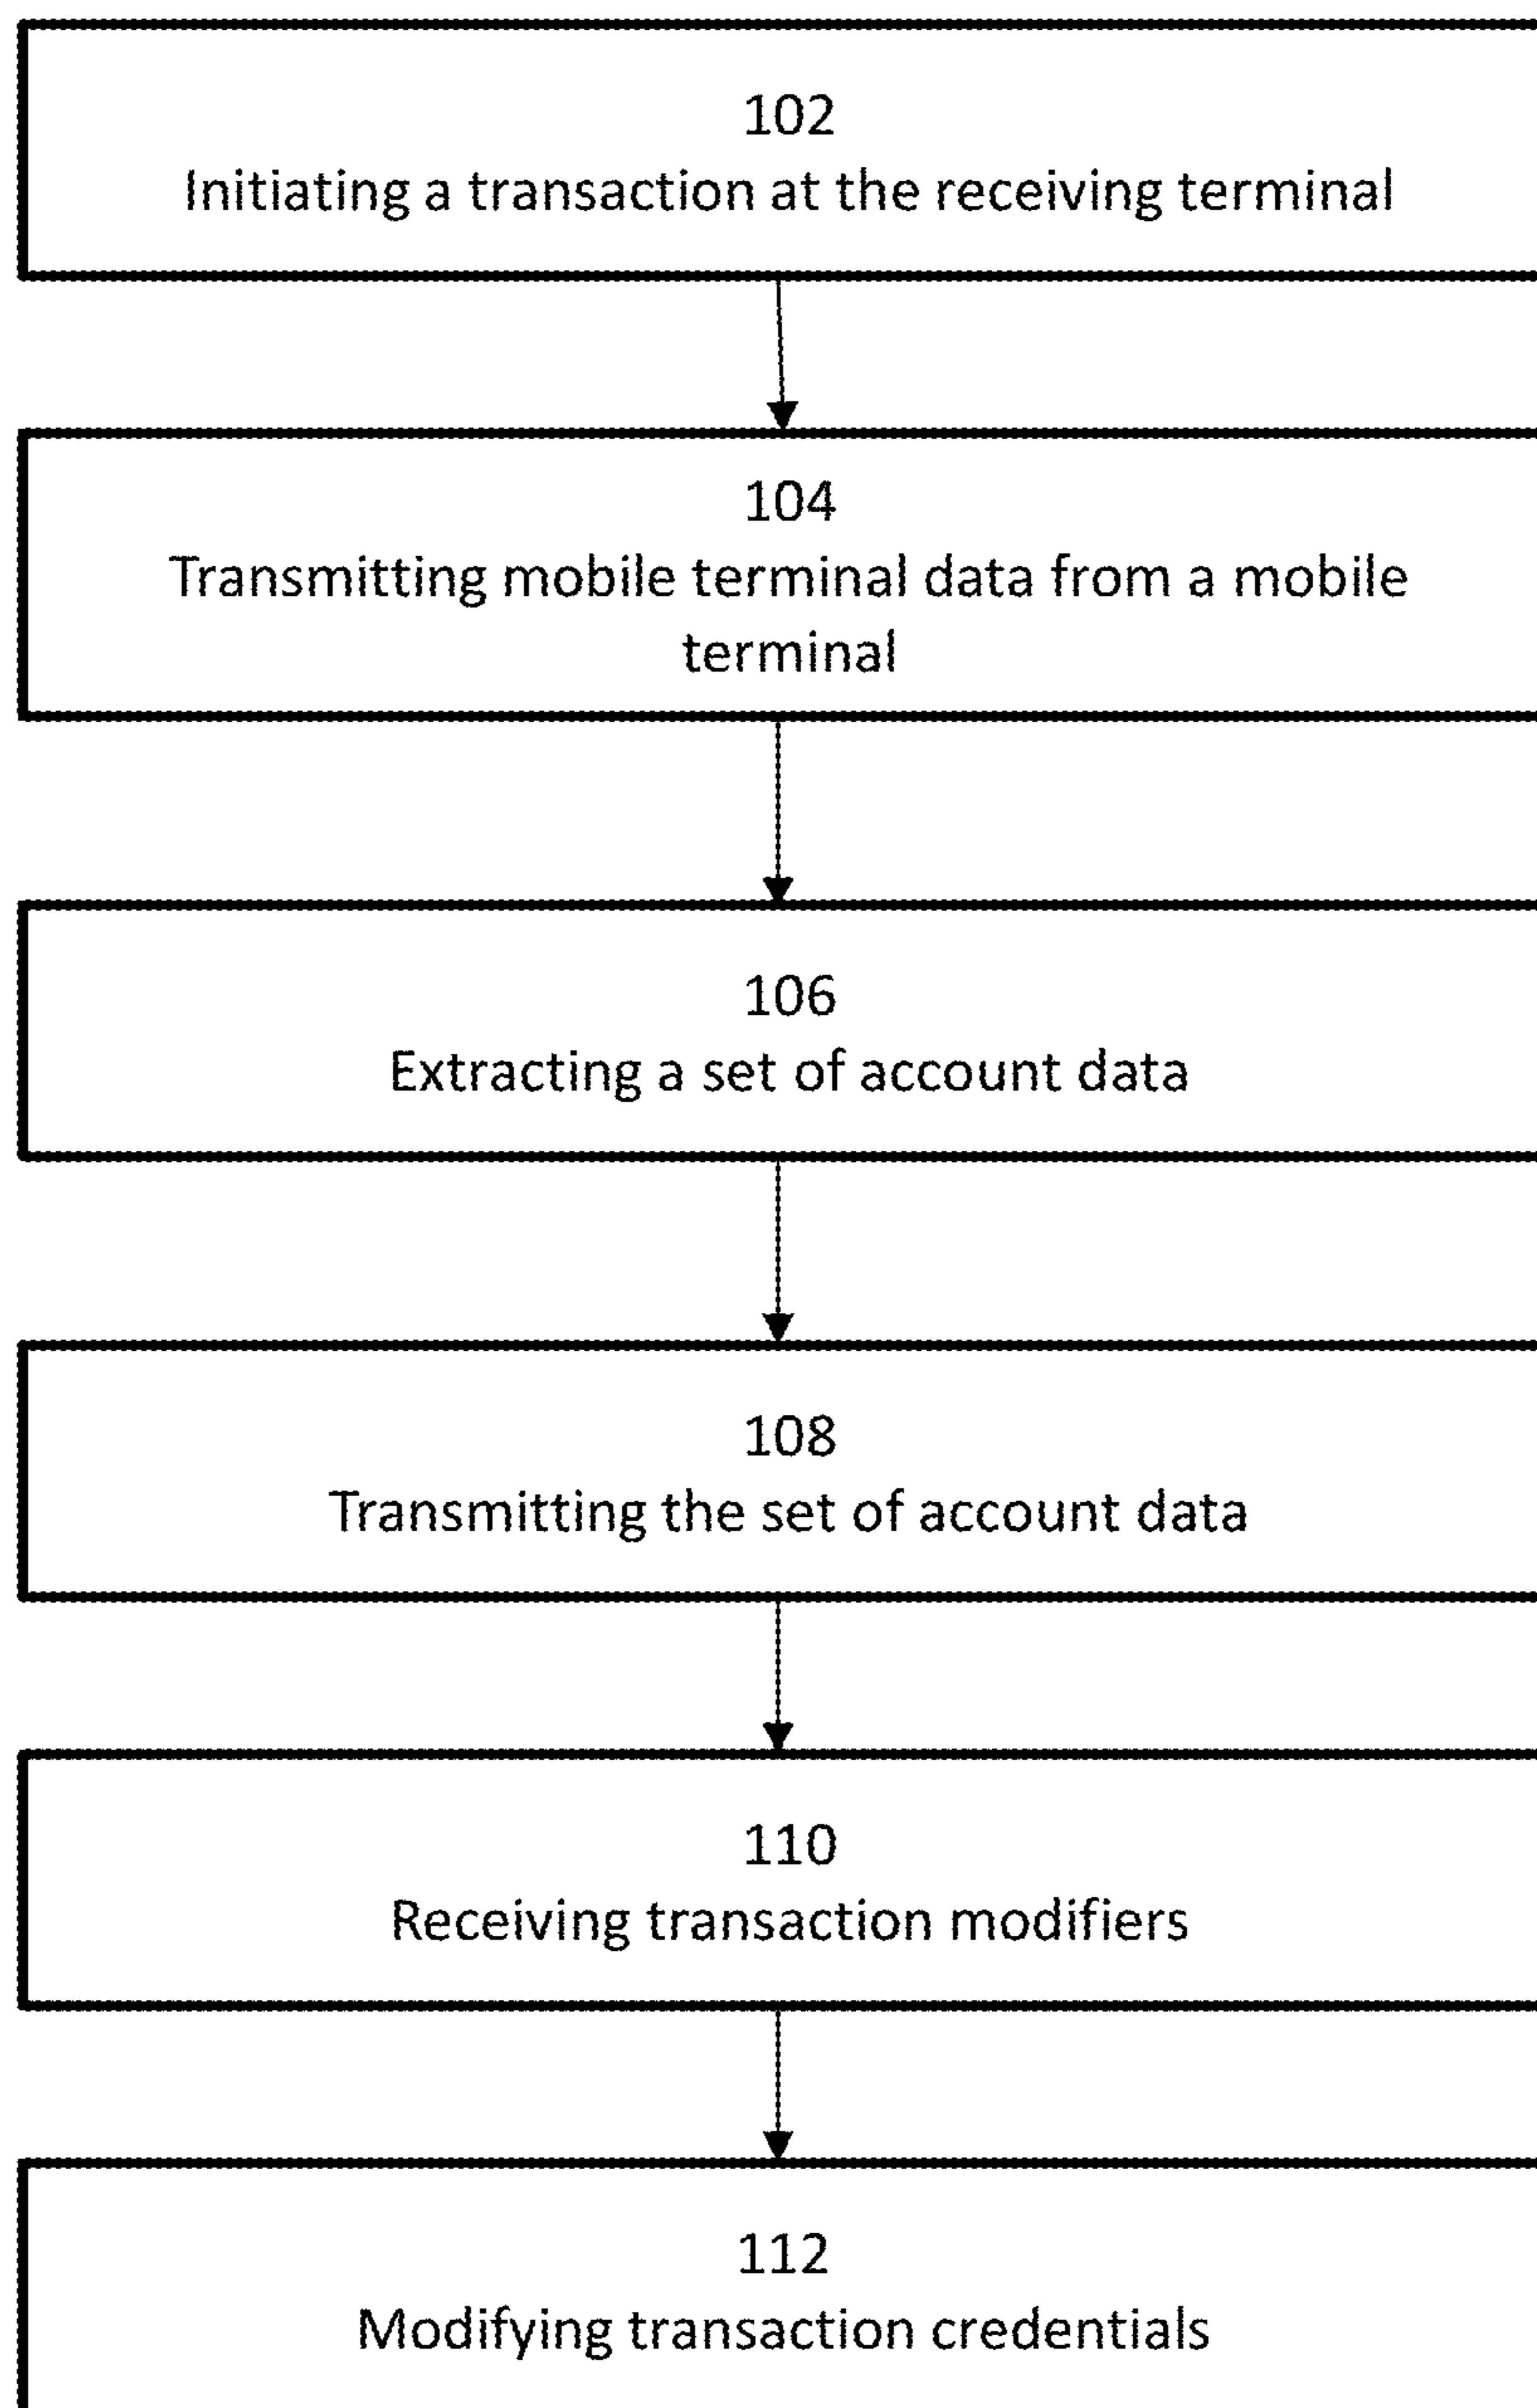 102
Initiating a transaction at the receiving terminal
104
Transmitting mobile terminal data from a mobile
terminal
106
Extracting a set of account data
108
Transmitting the set of account data
110
Receiving transaction modifiers
112
Modifying transaction credentials